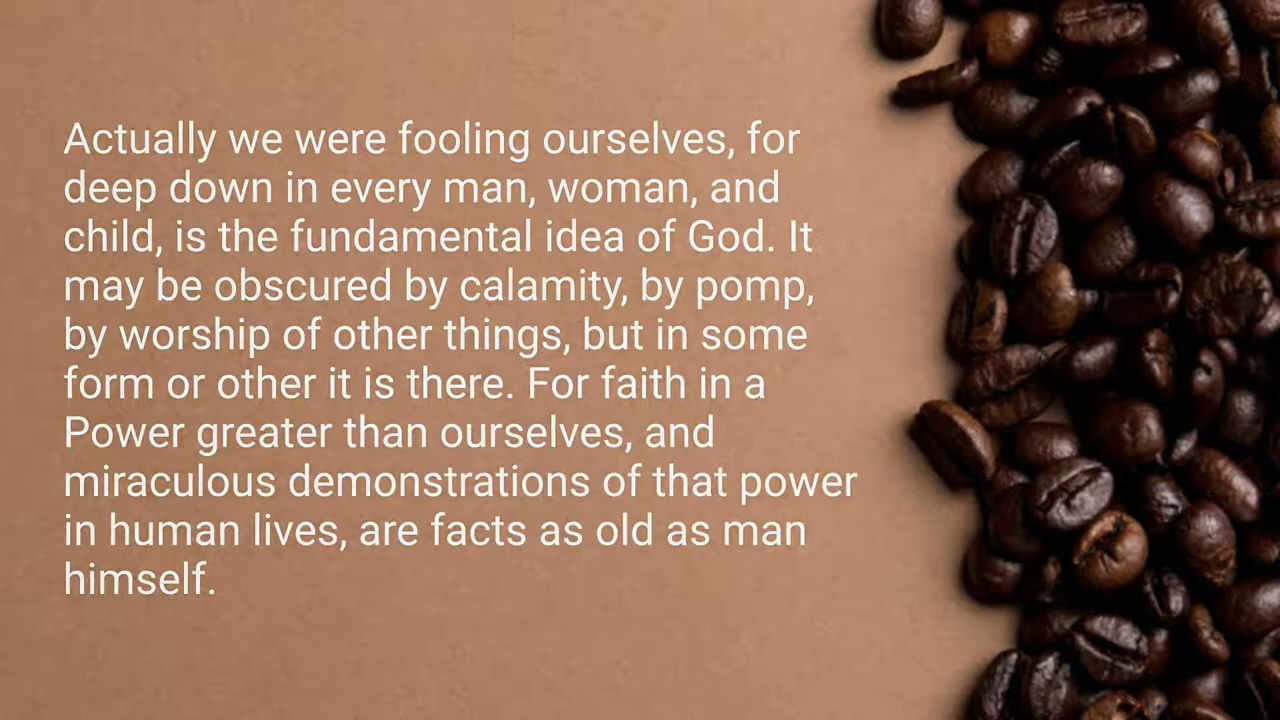 Actually we were fooling ourselves, for
deep down in every man, woman, and
child, is the fundamental idea of God. It
may be obscured by calamity, by pomp,
by worship of other things, but in some
form or other it is there. For faith in a
Power greater than ourselves, and
miraculous demonstrations of that power
in human lives, are facts as old as man
himself.